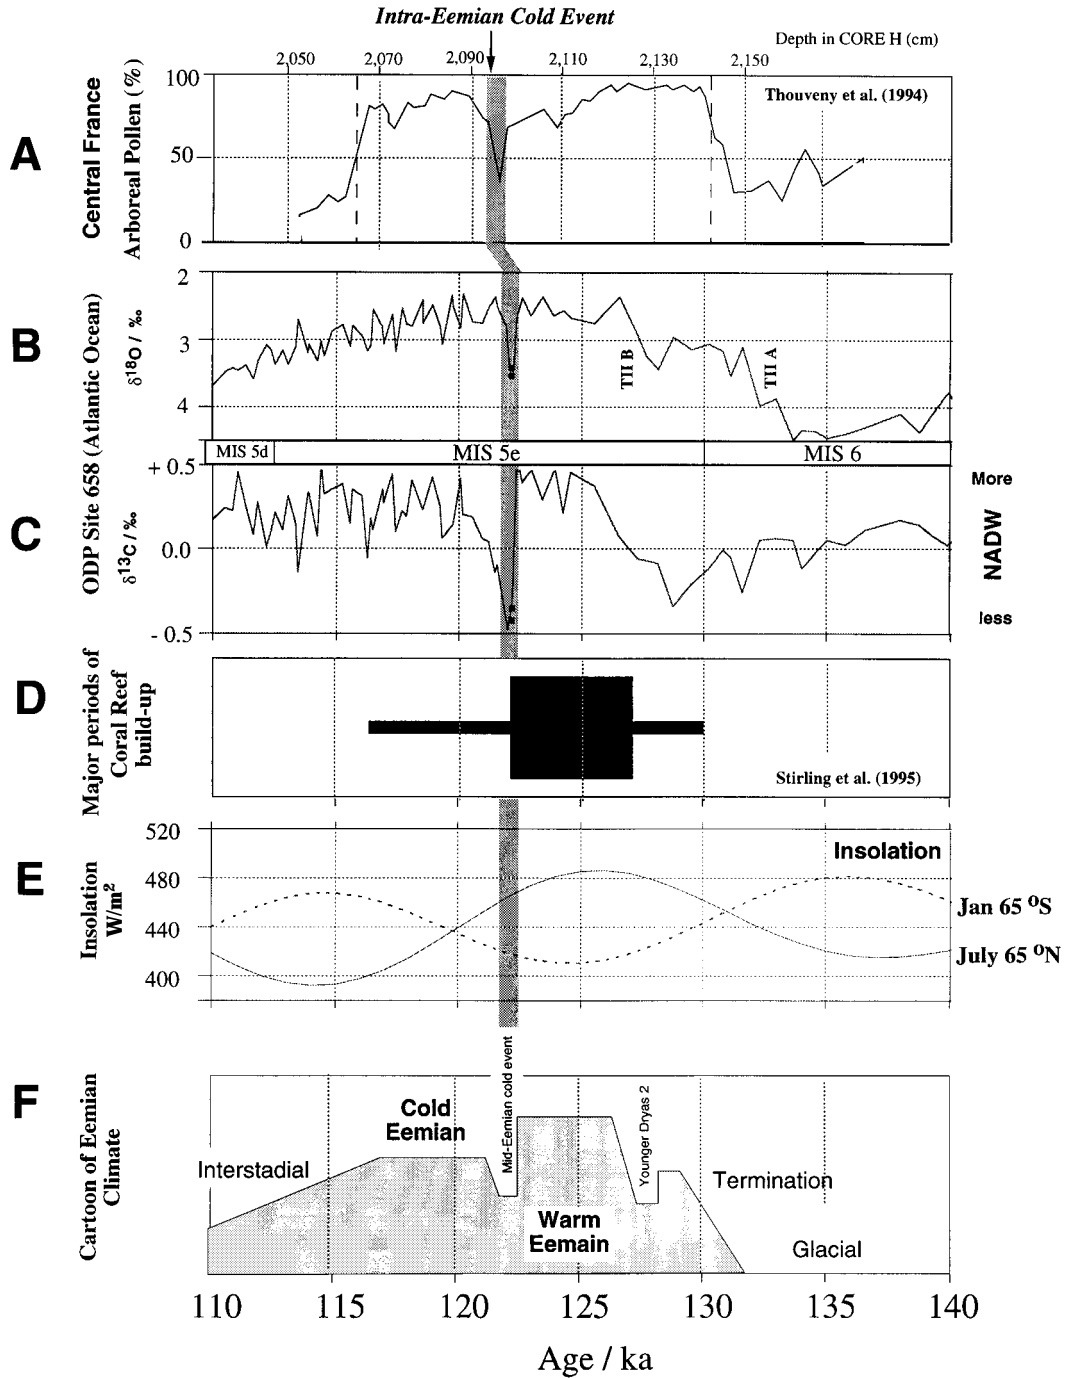 Intra-Eemian Cold Event
Depth in CORE H (cm)
2,050 2,070 2,090 2,110 2,130 2,150
A
Central France
Arboreal Pollen (%)
100
50
0
Thouveny et al. (1994)
B
ODP Site 658 (Atlantic Ocean)
δ18O / ‰
2
3
4
TII B
TII A
MIS 5d MIS 5e MIS 6
C
δ13C / ‰
+ 0.5
0.0
- 0.5
More
NADW
less
D
Major periods of
Coral Reef
build-up
Stirling et al. (1995)
E
Insolation
W/m2
520
480
440
400
Insolation
Jan 65 oS
July 65 oN
F
Cartoon of Eemian
Climate
Interstadial
Cold
Eemian
Mid-Eemian cold event
Warm
Eemain
Younger Dryas 2
Termination
Glacial
110 115 120 125 130 135 140
Age / ka